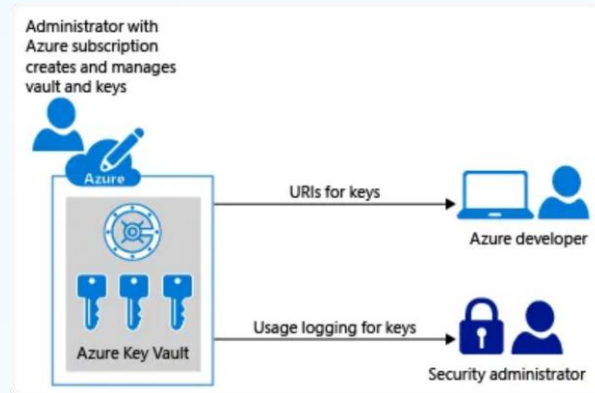 Administrator with
Azure subscription
creates and manages
vault and keys
Azure
URIs for keys
Azure developer
Usage logging for keys
Azure Key Vault
Security administrator